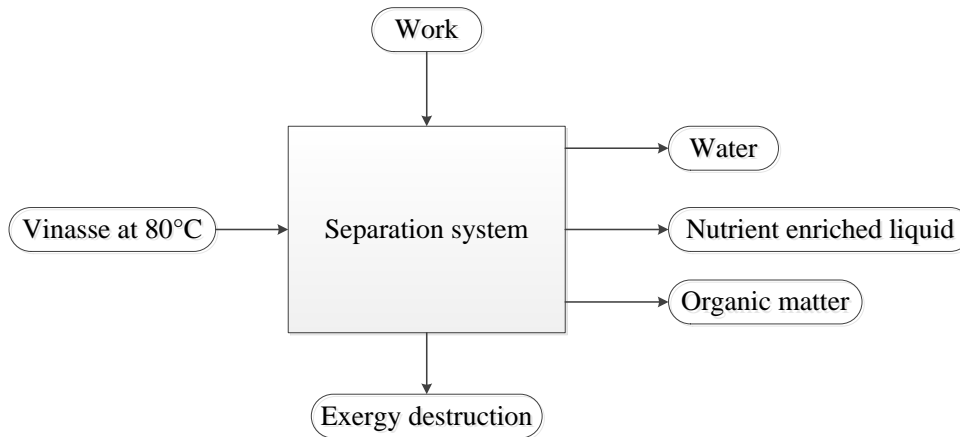 Work
Water
Vinasse at 80°C
Separation system
Nutrient enriched liquid
Organic matter
Exergy destruction